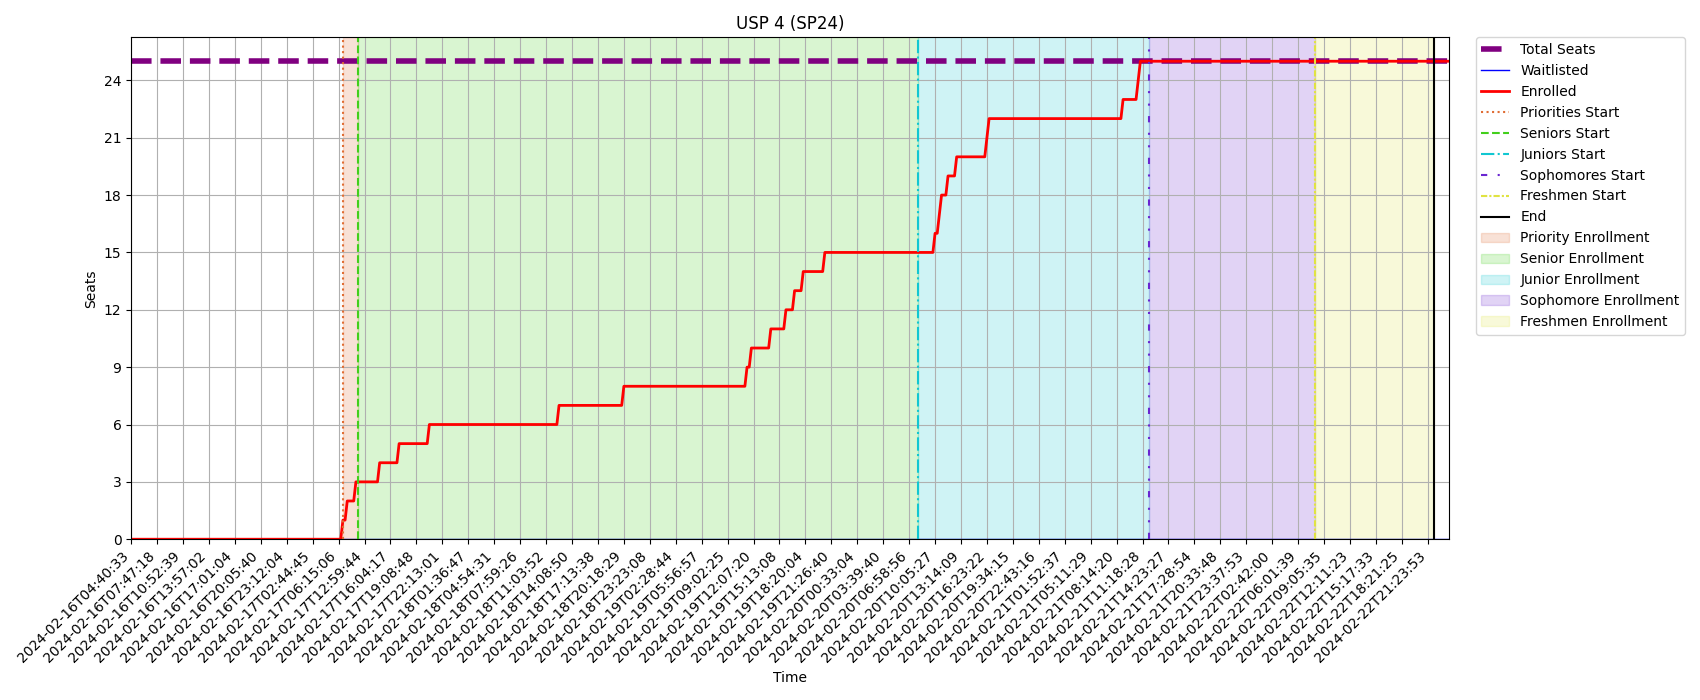 USP 4 (SP24)
Seats
24
21
18
15
12
9
6
3
0
2024-02-16T04:40:33
2024-02-16T07:47:18
2024-02-16T10:52:39
2024-02-16T13:57:02
2024-02-16T17:01:04
2024-02-16T20:05:40
2024-02-16T23:12:04
2024-02-17T02:44:45
2024-02-17T06:15:06
2024-02-17T12:59:44
2024-02-17T16:04:17
2024-02-17T19:08:48
2024-02-17T22:13:01
2024-02-18T01:36:47
2024-02-18T04:54:31
2024-02-18T07:59:26
2024-02-18T11:03:52
2024-02-18T14:08:50
2024-02-18T17:13:38
2024-02-18T20:18:29
2024-02-18T23:23:08
2024-02-19T02:28:44
2024-02-19T05:56:57
2024-02-19T09:02:25
2024-02-19T12:07:20
2024-02-19T15:13:08
2024-02-19T18:20:04
2024-02-19T21:26:40
2024-02-20T00:33:04
2024-02-20T03:39:40
2024-02-20T06:58:56
2024-02-20T10:05:27
2024-02-20T13:14:09
2024-02-20T16:23:22
2024-02-20T19:34:15
2024-02-20T22:43:16
2024-02-21T01:52:37
2024-02-21T05:11:29
2024-02-21T08:14:20
2024-02-21T11:18:28
2024-02-21T14:23:27
2024-02-21T17:28:54
2024-02-21T20:33:48
2024-02-21T23:37:53
2024-02-22T02:42:00
2024-02-22T06:01:39
2024-02-22T09:05:35
2024-02-22T12:11:23
2024-02-22T15:17:33
2024-02-22T18:21:25
2024-02-22T21:23:53
Time
Total Seats
Waitlisted
Enrolled
Priorities Start
Seniors Start
Juniors Start
Sophomores Start
Freshmen Start
End
Priority Enrollment
Senior Enrollment
Junior Enrollment
Sophomore Enrollment
Freshmen Enrollment